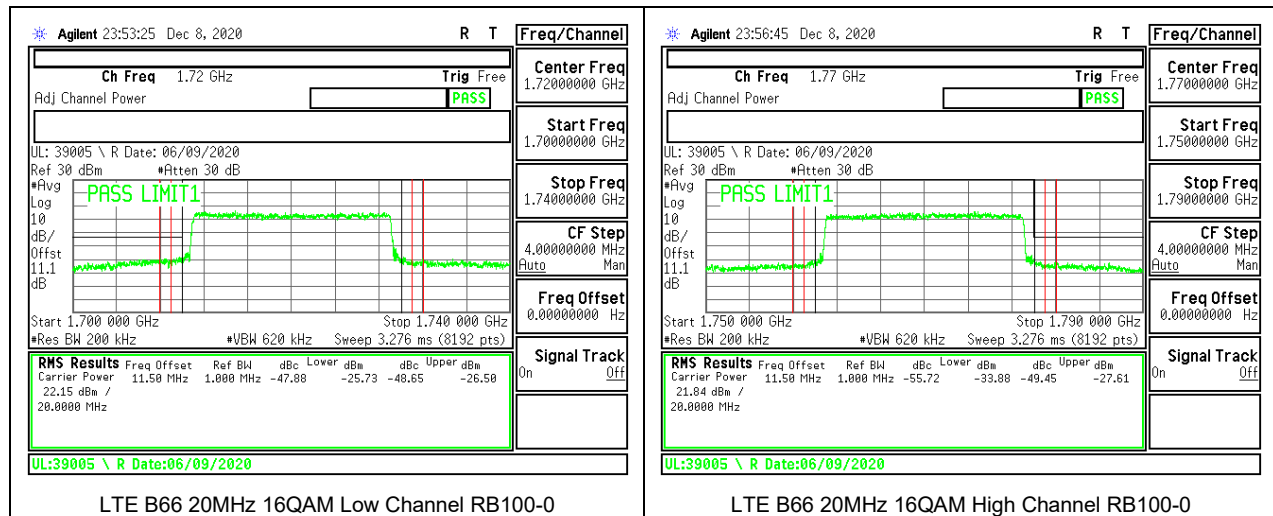 Agilent 23:53:25 Dec 8, 2020 R T
Freq/Channel
Ch Freq 1.72 GHz Trig Free
Adj Channel Power PASS
Center Freq
1.72000000 GHz
Start Freq
1.70000000 GHz
UL: 39005 \ R Date: 06/09/2020
Ref 30 dBm #Atten 30 dB
#Avg
Log
10
dB/
Offst
11.1
dB
PASS LIMIT1
Stop Freq
1.74000000 GHz
CF Step
4.00000000 MHz
Auto Man
Freq Offset
0.00000000 Hz
Start 1.700 000 GHz Stop 1.740 000 GHz
#Res BW 200 kHz #VBW 620 kHz Sweep 3.276 ms (8192 pts)
Signal Track
On Off
RMS Results Freq Offset Ref BW dBc Lower dBm dBc Upper dBm
Carrier Power 11.50 MHz 1.000 MHz -47.88 -25.73 -48.65 -26.50
22.15 dBm /
20.0000 MHz
UL:39005 \ R Date:06/09/2020
LTE B66 20MHz 16QAM Low Channel RB100-0
Agilent 23:56:45 Dec 8, 2020 R T
Freq/Channel
Ch Freq 1.77 GHz Trig Free
Adj Channel Power PASS
Center Freq
1.77000000 GHz
Start Freq
1.75000000 GHz
UL: 39005 \ R Date: 06/09/2020
Ref 30 dBm #Atten 30 dB
#Avg
Log
10
dB/
Offst
11.1
dB
PASS LIMIT1
Stop Freq
1.79000000 GHz
CF Step
4.00000000 MHz
Auto Man
Freq Offset
0.00000000 Hz
Start 1.750 000 GHz Stop 1.790 000 GHz
#Res BW 200 kHz #VBW 620 kHz Sweep 3.276 ms (8192 pts)
Signal Track
On Off
RMS Results Freq Offset Ref BW dBc Lower dBm dBc Upper dBm
Carrier Power 11.50 MHz 1.000 MHz -55.72 -33.88 -49.45 -27.61
21.84 dBm /
20.0000 MHz
UL:39005 \ R Date:06/09/2020
LTE B66 20MHz 16QAM High Channel RB100-0